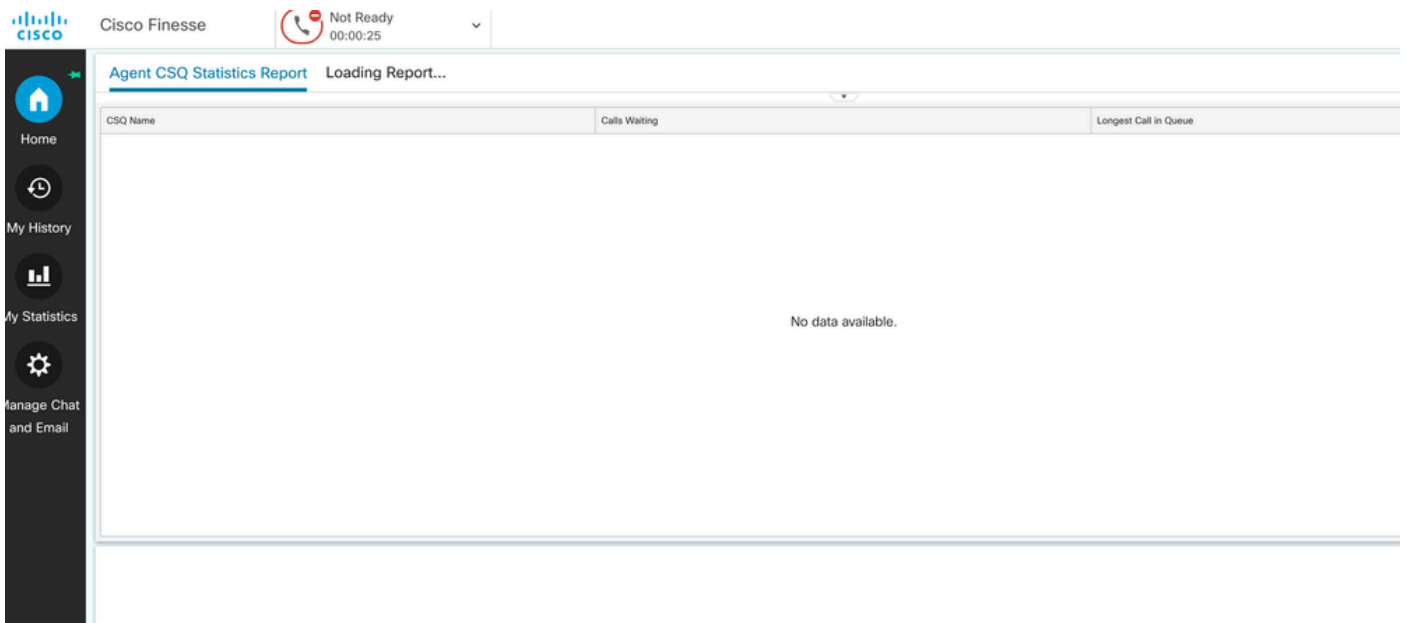 CISCO
Cisco Finesse
Not Ready
00:00:25
Agent CSQ Statistics Report Loading Report...
CSQ Name Calls Waiting Longest Call in Queue
Home
My History
My Statistics
No data available.
Manage Chat
and Email